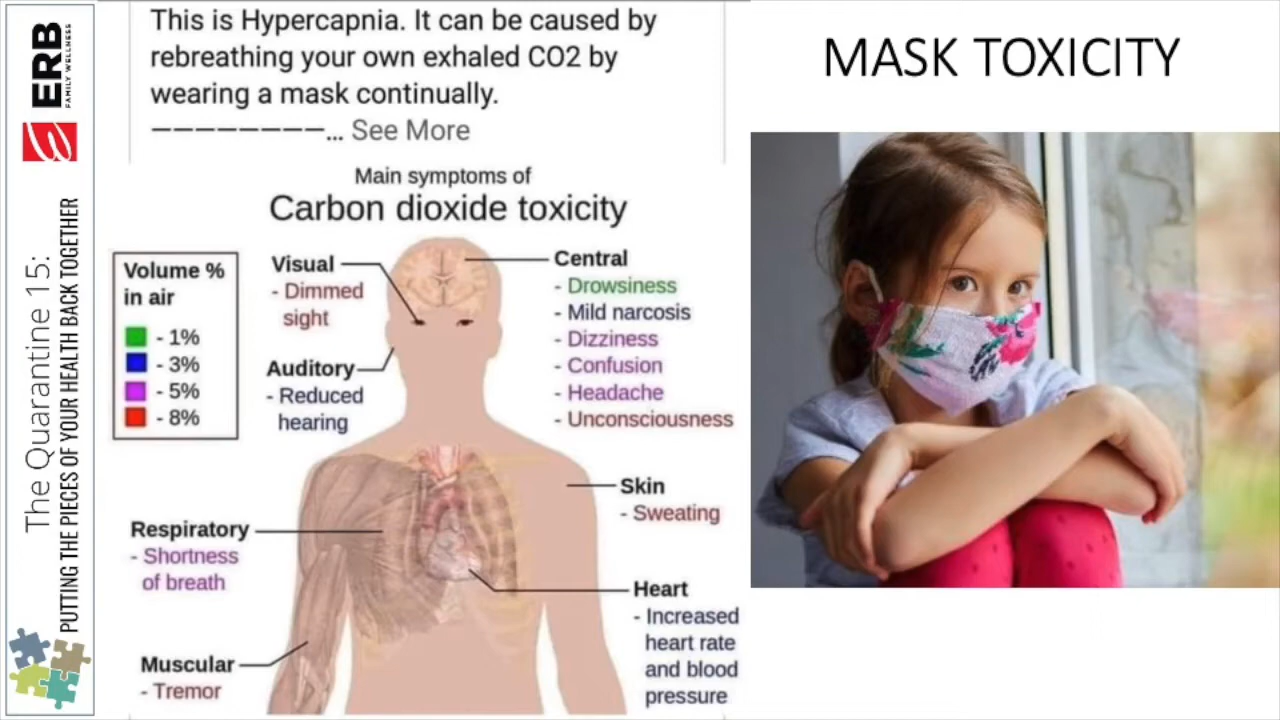 The Quarantine 15:
PUTTING THE PIECES OF YOUR HEALTH BACK TOGETHER
ERB
FAMILY WELLNESS
This is Hypercapnia. It can be caused by
rebreathing your own exhaled CO2 by
wearing a mask continually.
————————... See More
Main symptoms of
Carbon dioxide toxicity
Volume %
in air
- 1%
- 3%
- 5%
- 8%
Visual
- Dimmed
sight
Auditory
- Reduced
hearing
Central
- Drowsiness
- Mild narcosis
- Dizziness
- Confusion
- Headache
- Unconsciousness
Skin
- Sweating
Respiratory
- Shortness
of breath
Heart
- Increased
heart rate
and blood
pressure
Muscular
- Tremor
MASK TOXICITY